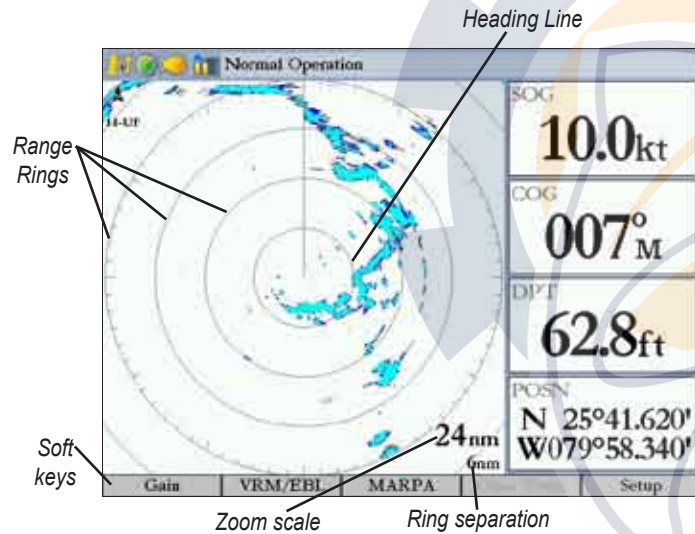 Heading Line
Normal Operation
SOG
10.0kt
COG
007°M
DPT
62.8ft
POSN
N 25°41.620'
W079°58.340'
Range
Rings
24nm
6nm
Soft
keys
Gain
VRM/EBL
MARPA
Setup
Zoom scale
Ring separation